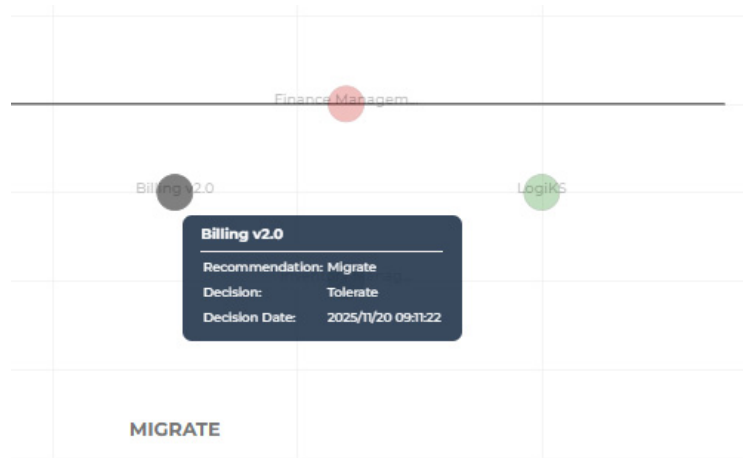 Finance Managem...
Billing v2.0
LogiKS
Billing v2.0
Recommendation: Migrate
Decision: Tolerate
Decision Date: 2025/11/20 09:11:22
MIGRATE